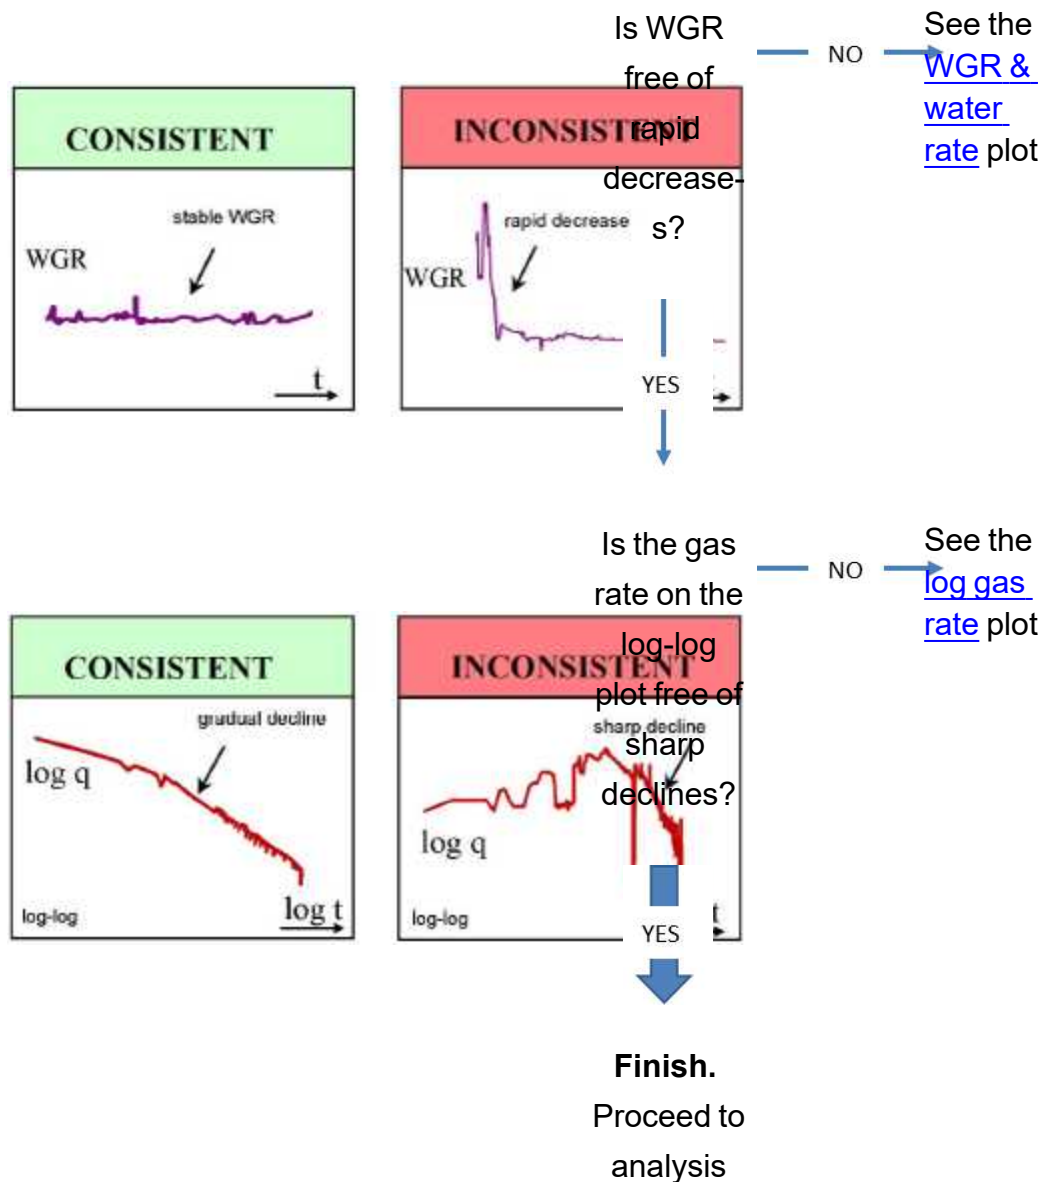 Is WGR
free of
rapid
decrease-
s?
NO
See the
WGR &
water
rate plot
CONSISTENT
stable WGR
WGR
t
INCONSISTENT
rapid decrease
WGR
YES
Is the gas
rate on the
log-log
plot free of
sharp
declines?
NO
See the
log gas
rate plot
CONSISTENT
gradual decline
log q
log t
log-log
INCONSISTENT
sharp decline
log q
log-log
t
YES
Finish.
Proceed to
analysis